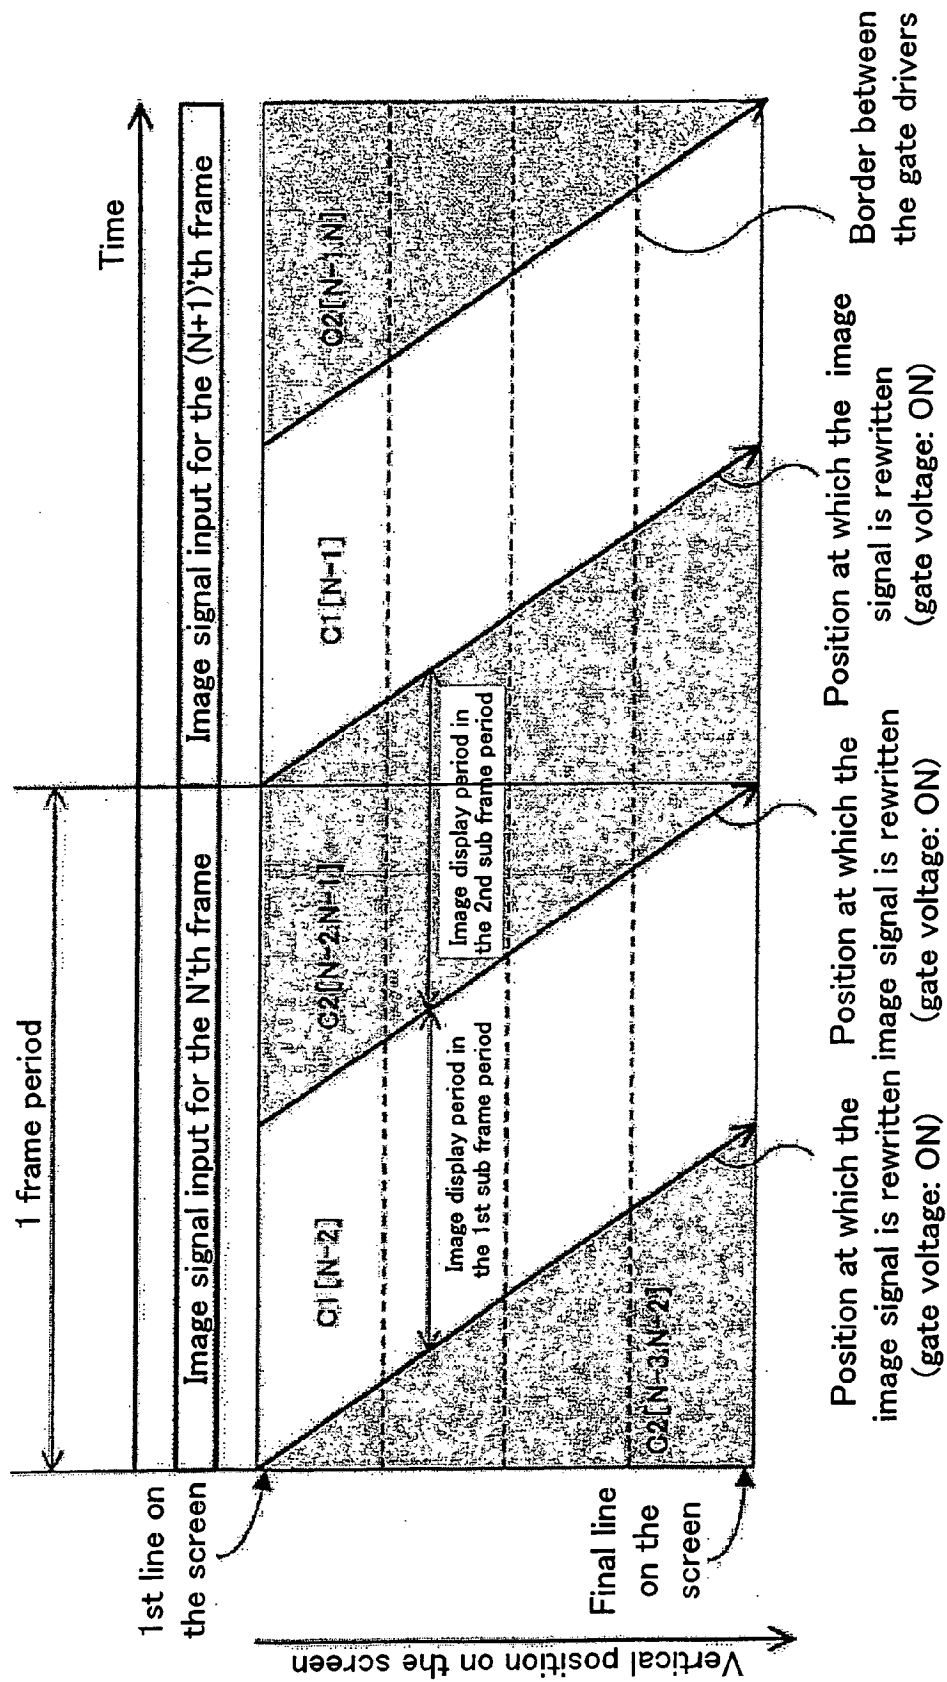 1 frame period
Time
Image signal input for the N'th frame
Image signal input for the (N+1)'th frame
1st line on
the screen
C1[N-2]
C2[N-2,N-1]
C1[N-1]
C2[N-1,N]
Image display period in
the 1st sub frame period
Image display period in
the 2nd sub frame period
C2[N-3,N-2]
Final line
on the
screen
Vertical position on the screen
Position at which the
image signal is rewritten
(gate voltage: ON)
Position at which the
image signal is rewritten
(gate voltage: ON)
Position at which the image
signal is rewritten
(gate voltage: ON)
Border between
the gate drivers